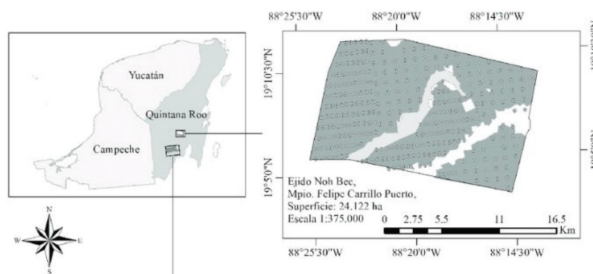 88°25'30"W
88°20'0"W
88°14'30"W
19°10'30"N
19°5'0"N
Yucatán
Quintana Roo
Campeche
N
W
E
S
Ejido Noh Bec,
Mpio. Felipe Carrillo Puerto,
Superficie: 24,122 ha
Escala 1:375,000
0 2.75 5.5 11 16.5
Km
88°25'30"W
88°20'0"W
88°14'30"W